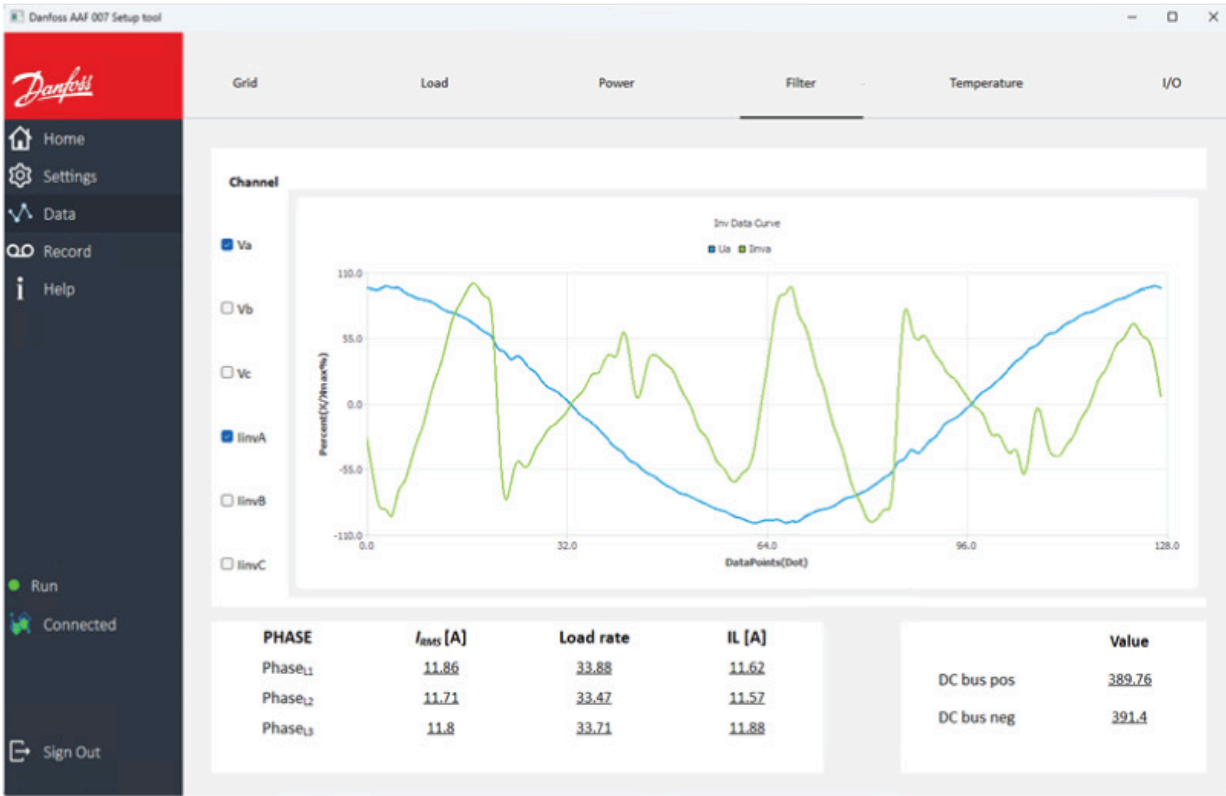 Danfoss AAF 007 Setup tool
Danfoss
Home
Settings
Data
Record
Help
Run
Connected
Sign Out
Grid Load Power Filter Temperature I/O
Channel
Va
Vb
Vc
IinvA
IinvB
IinvC
Inv Data Curve
Ua Inva
Percent(X/Xmax%)
110.0
55.0
0.0
-55.0
-110.0
0.0 32.0 64.0 96.0 128.0
DataPoints(Dot)
PHASE IRMS [A] Load rate IL [A]
PhaseL1 11.86 33.88 11.62
PhaseL2 11.71 33.47 11.57
PhaseL3 11.8 33.71 11.88
Value
DC bus pos 389.76
DC bus neg 391.4